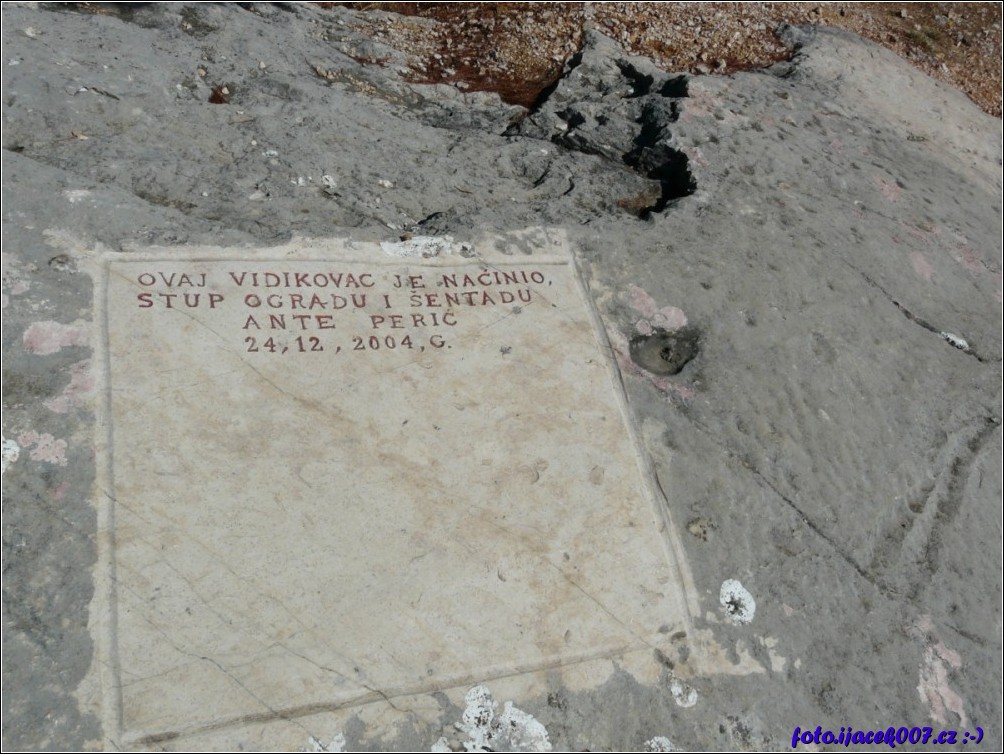 OVAJ VIDIKOVAC JE NAČINIO,
STUP OGRADU I ŠENTADU
ANTE PERIĆ
24,12, 2004,G.
foto.ijacek007.cz :-)